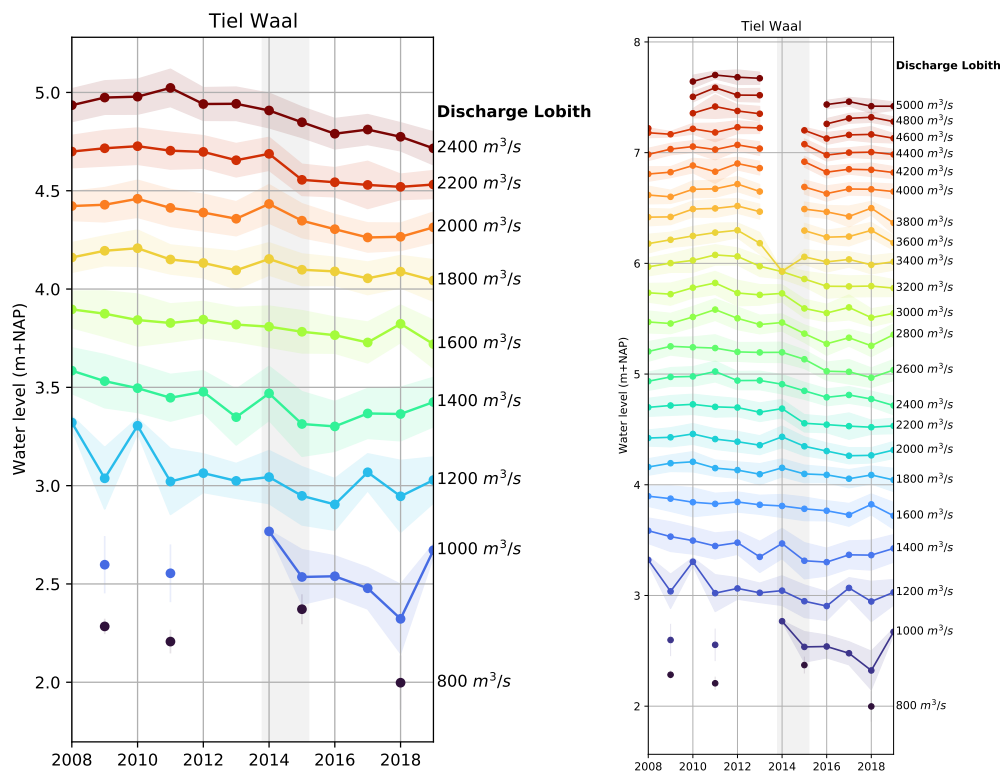 Tiel Waal
Water level (m+NAP)
5.0
4.5
4.0
3.5
3.0
2.5
2.0
2008 2010 2012 2014 2016 2018
Discharge Lobith
2400 m³/s
2200 m³/s
2000 m³/s
1800 m³/s
1600 m³/s
1400 m³/s
1200 m³/s
1000 m³/s
800 m³/s
Tiel Waal
Water level (m+NAP)
8
7
6
5
4
3
2
2008 2010 2012 2014 2016 2018
Discharge Lobith
5000 m³/s
4800 m³/s
4600 m³/s
4400 m³/s
4200 m³/s
4000 m³/s
3800 m³/s
3600 m³/s
3400 m³/s
3200 m³/s
3000 m³/s
2800 m³/s
2600 m³/s
2400 m³/s
2200 m³/s
2000 m³/s
1800 m³/s
1600 m³/s
1400 m³/s
1200 m³/s
1000 m³/s
800 m³/s